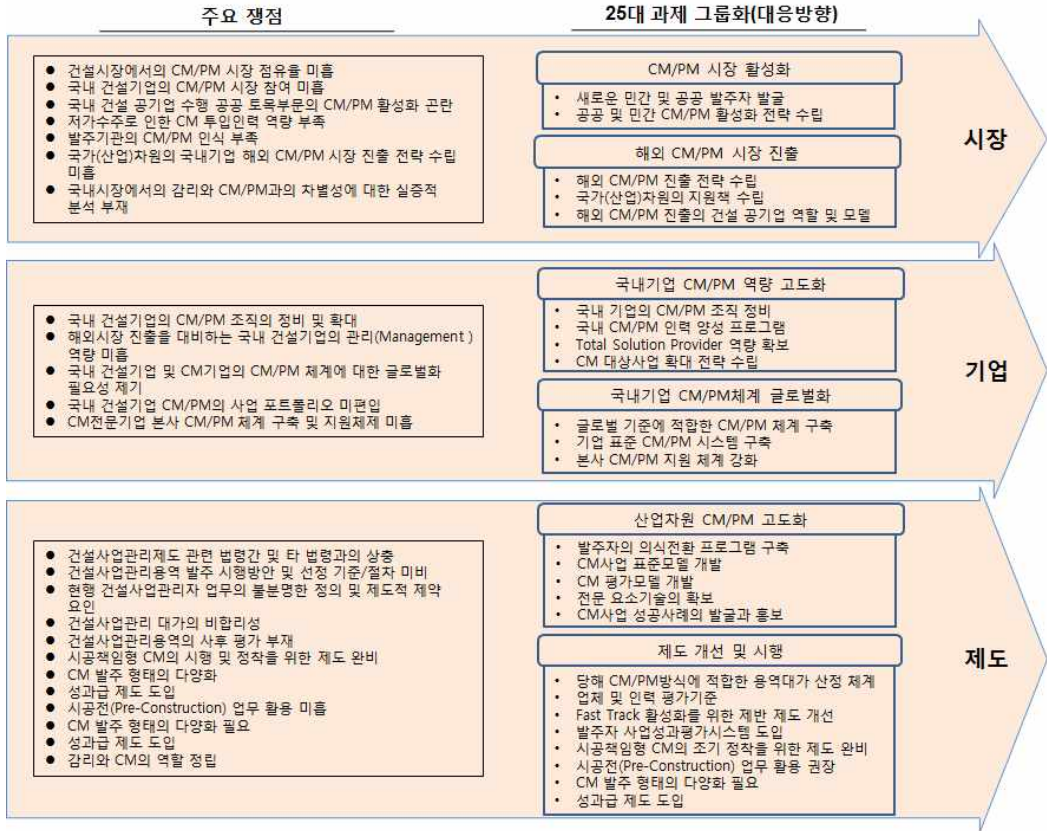 주요 쟁점
25대 과제 그룹화(대응방향)
● 건설시장에서의 CM/PM 시장 점유율 미흡
● 국내 건설기업의 CM/PM 시장 참여 미흡
● 국내 건설 공기업 수행 공공 토목부문의 CM/PM 활성화 곤란
● 저가수주로 인한 CM 투입인력 역량 부족
● 발주기관의 CM/PM 인식 부족
● 국가(산업)차원의 국내기업 해외 CM/PM 시장 진출 전략 수립
미흡
● 국내시장에서의 감리와 CM/PM과의 차별성에 대한 실증적
분석 부재
CM/PM 시장 활성화
• 새로운 민간 및 공공 발주자 발굴
• 공공 및 민간 CM/PM 활성화 전략 수립
해외 CM/PM 시장 진출
• 해외 CM/PM 진출 전략 수립
• 국가(산업)차원의 지원책 수립
• 해외 CM/PM 진출의 건설 공기업 역할 및 모델
시장
● 국내 건설기업의 CM/PM 조직의 정비 및 확대
● 해외시장 진출을 대비하는 국내 건설기업의 관리(Management )
역량 미흡
● 국내 건설기업 및 CM기업의 CM/PM 체계에 대한 글로벌화
필요성 제기
● 국내 건설기업 CM/PM의 사업 포트폴리오 미편입
● CM전문기업 본사 CM/PM 체계 구축 및 지원체제 미흡
국내기업 CM/PM 역량 고도화
• 국내 기업의 CM/PM 조직 정비
• 국내 CM/PM 인력 양성 프로그램
• Total Solution Provider 역량 확보
• CM 대상사업 확대 전략 수립
국내기업 CM/PM체계 글로벌화
• 글로벌 기준에 적합한 CM/PM 체계 구축
• 기업 표준 CM/PM 시스템 구축
• 본사 CM/PM 지원 체계 강화
기업
● 건설사업관리제도 관련 법령간 및 타 법령과의 상충
● 건설사업관리용역 발주 시행방안 및 선정 기준/절차 미비
● 현행 건설사업관리자 업무의 불분명한 정의 및 제도적 제약
요인
● 건설사업관리 대가의 비합리성
● 건설사업관리용역의 사후 평가 부재
● 시공책임형 CM의 시행 및 정착을 위한 제도 완비
● CM 발주 형태의 다양화
● 성과급 제도 도입
● 시공전(Pre-Construction) 업무 활용 미흡
● CM 발주 형태의 다양화 필요
● 성과급 제도 도입
● 감리와 CM의 역할 정립
산업자원 CM/PM 고도화
• 발주자의 의식전환 프로그램 구축
• CM사업 표준모델 개발
• CM 평가모델 개발
• 전문 요소기술의 확보
• CM사업 성공사례의 발굴과 홍보
제도 개선 및 시행
• 당해 CM/PM방식에 적합한 용역대가 산정 체계
• 업체 및 인력 평가기준
• Fast Track 활성화를 위한 제반 제도 개선
• 발주자 사업성과평가시스템 도입
• 시공책임형 CM의 조기 정착을 위한 제도 완비
• 시공전(Pre-Construction) 업무 활용 권장
• CM 발주 형태의 다양화 필요
• 성과급 제도 도입
제도